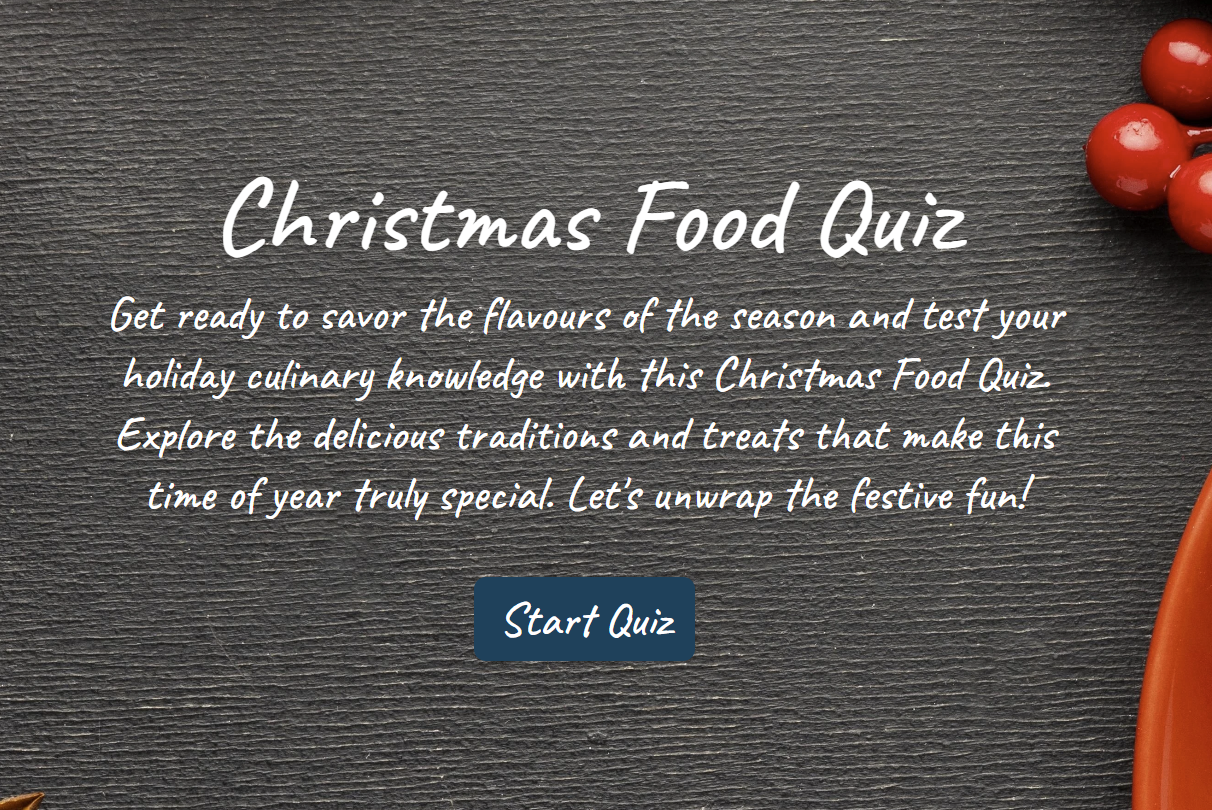 Christmas Food Quiz
Get ready to savor the flavours of the season and test your
holiday culinary knowledge with this Christmas Food Quiz.
Explore the delicious traditions and treats that make this
time of year truly special. Let's unwrap the festive fun!
Start Quiz